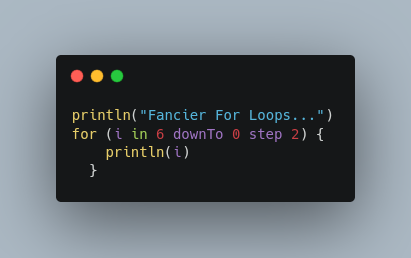 println("Fancier For Loops...")
for (i in 6 downTo 0 step 2) {
    println(i)
  }